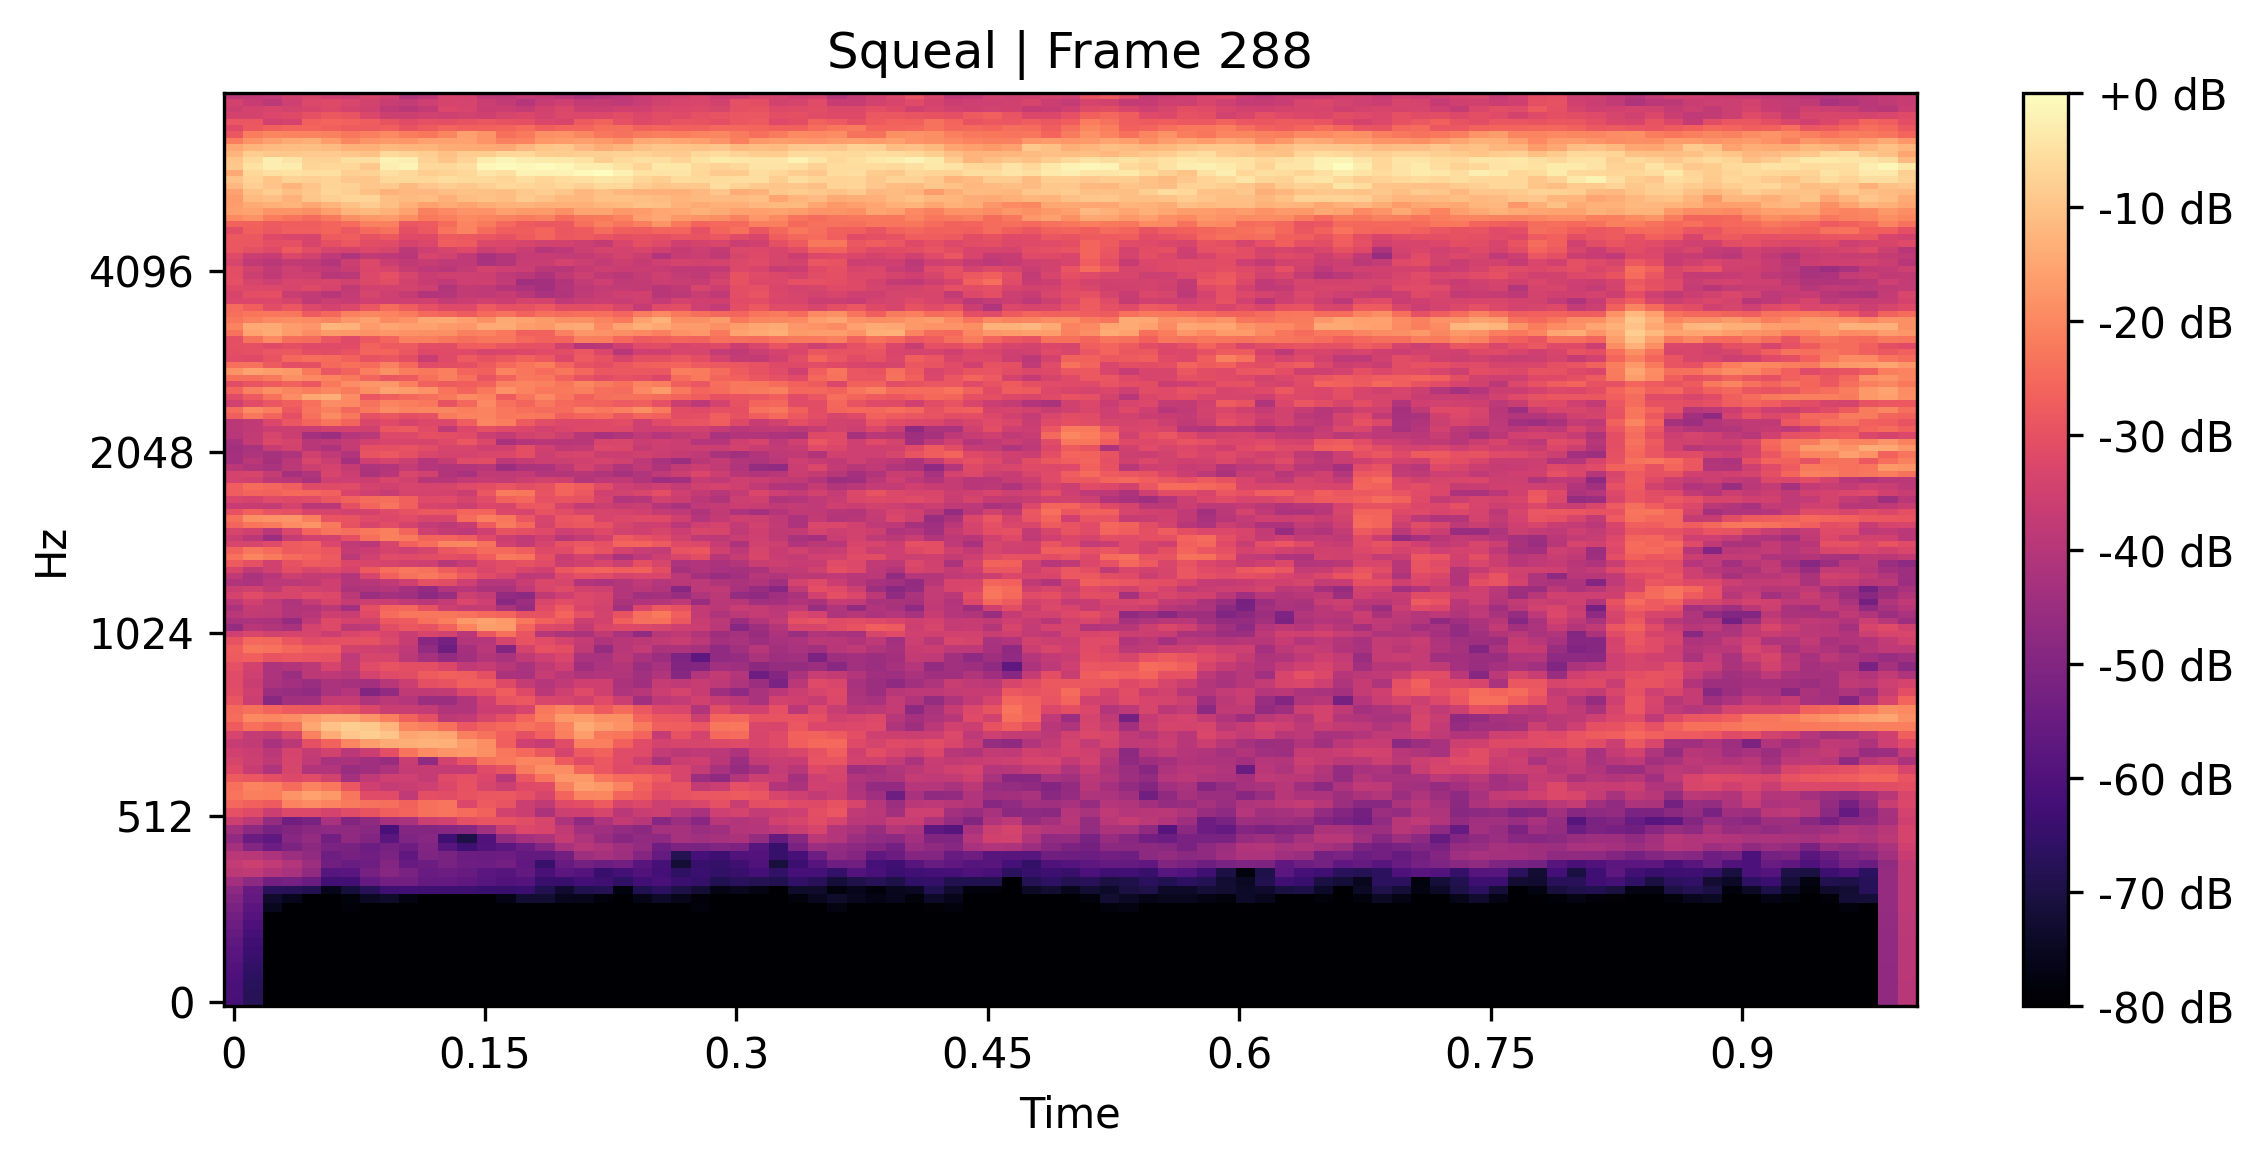 Squeal | Frame 288
+0 dB
-10 dB
-20 dB
-30 dB
-40 dB
-50 dB
-60 dB
-70 dB
-80 dB
4096
2048
1024
512
0
Hz
0 0.15 0.3 0.45 0.6 0.75 0.9
Time